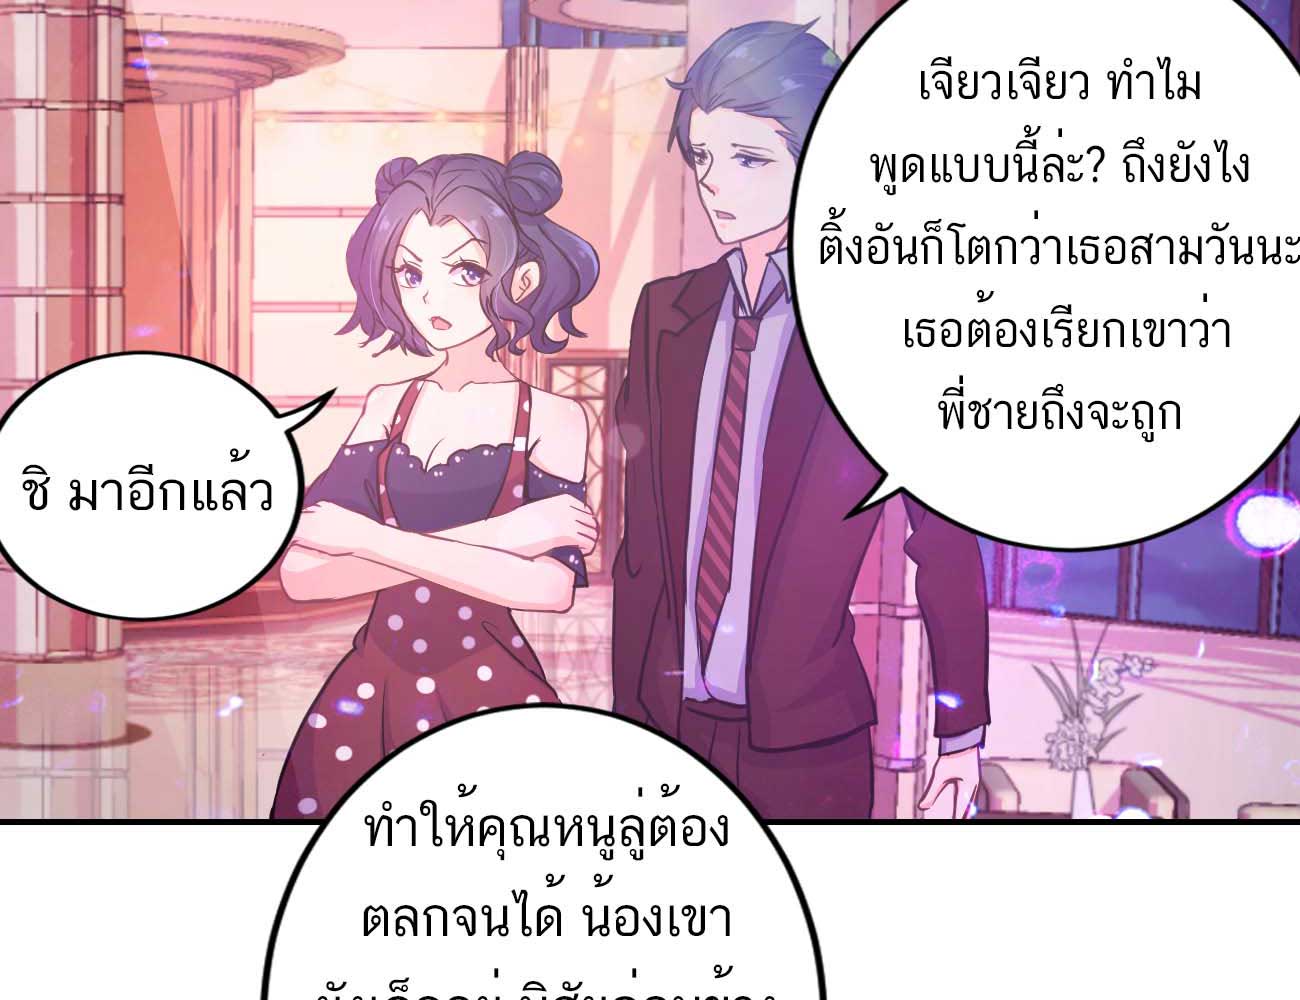 เจียวเจียว ทำไม
พูดแบบนี้ล่ะ? ถึงยังไง
ติ้งอันก็โตกว่าเธอสามวันนะ
เธอต้องเรียกเขาว่า
พี่ชายถึงจะถูก
ชิ มาอีกแล้ว
ทำให้คุณหนูลู่ต้อง
ตลกจนได้ น้องเขา